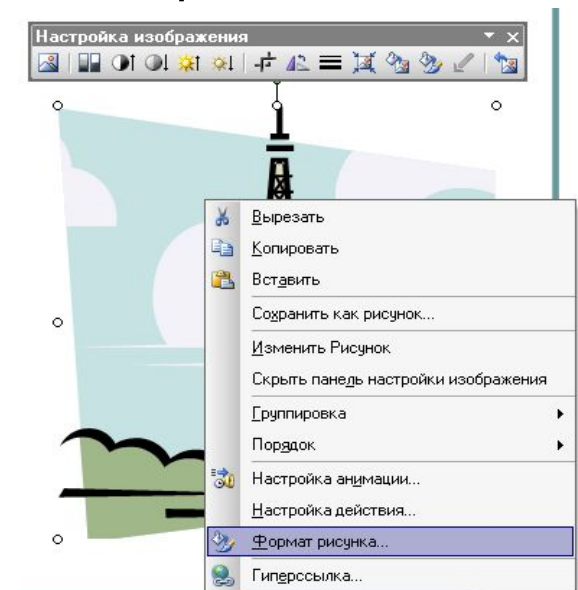 Настройка изображения
Вырезать
Копировать
Вставить
Сохранить как рисунок...
Изменить Рисунок
Скрыть панель настройки изображения
Группировка
Порядок
Настройка анимации...
Настройка действия...
Формат рисунка...
Гиперссылка...